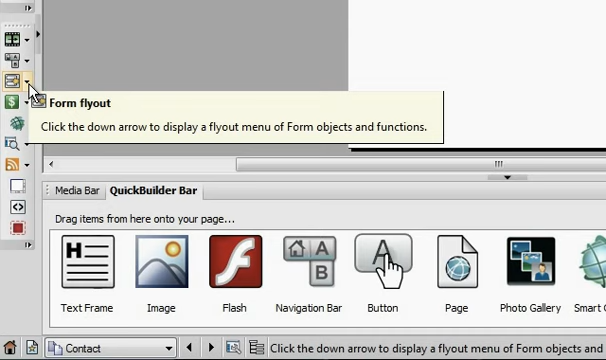 Form flyout
Click the down arrow to display a flyout menu of Form objects and functions.
Media Bar
QuickBuilder Bar
Drag items from here onto your page...
Text Frame
Image
Flash
Navigation Bar
Button
Page
Photo Gallery
Smart
Contact
Click the down arrow to display a flyout menu of Form objects and